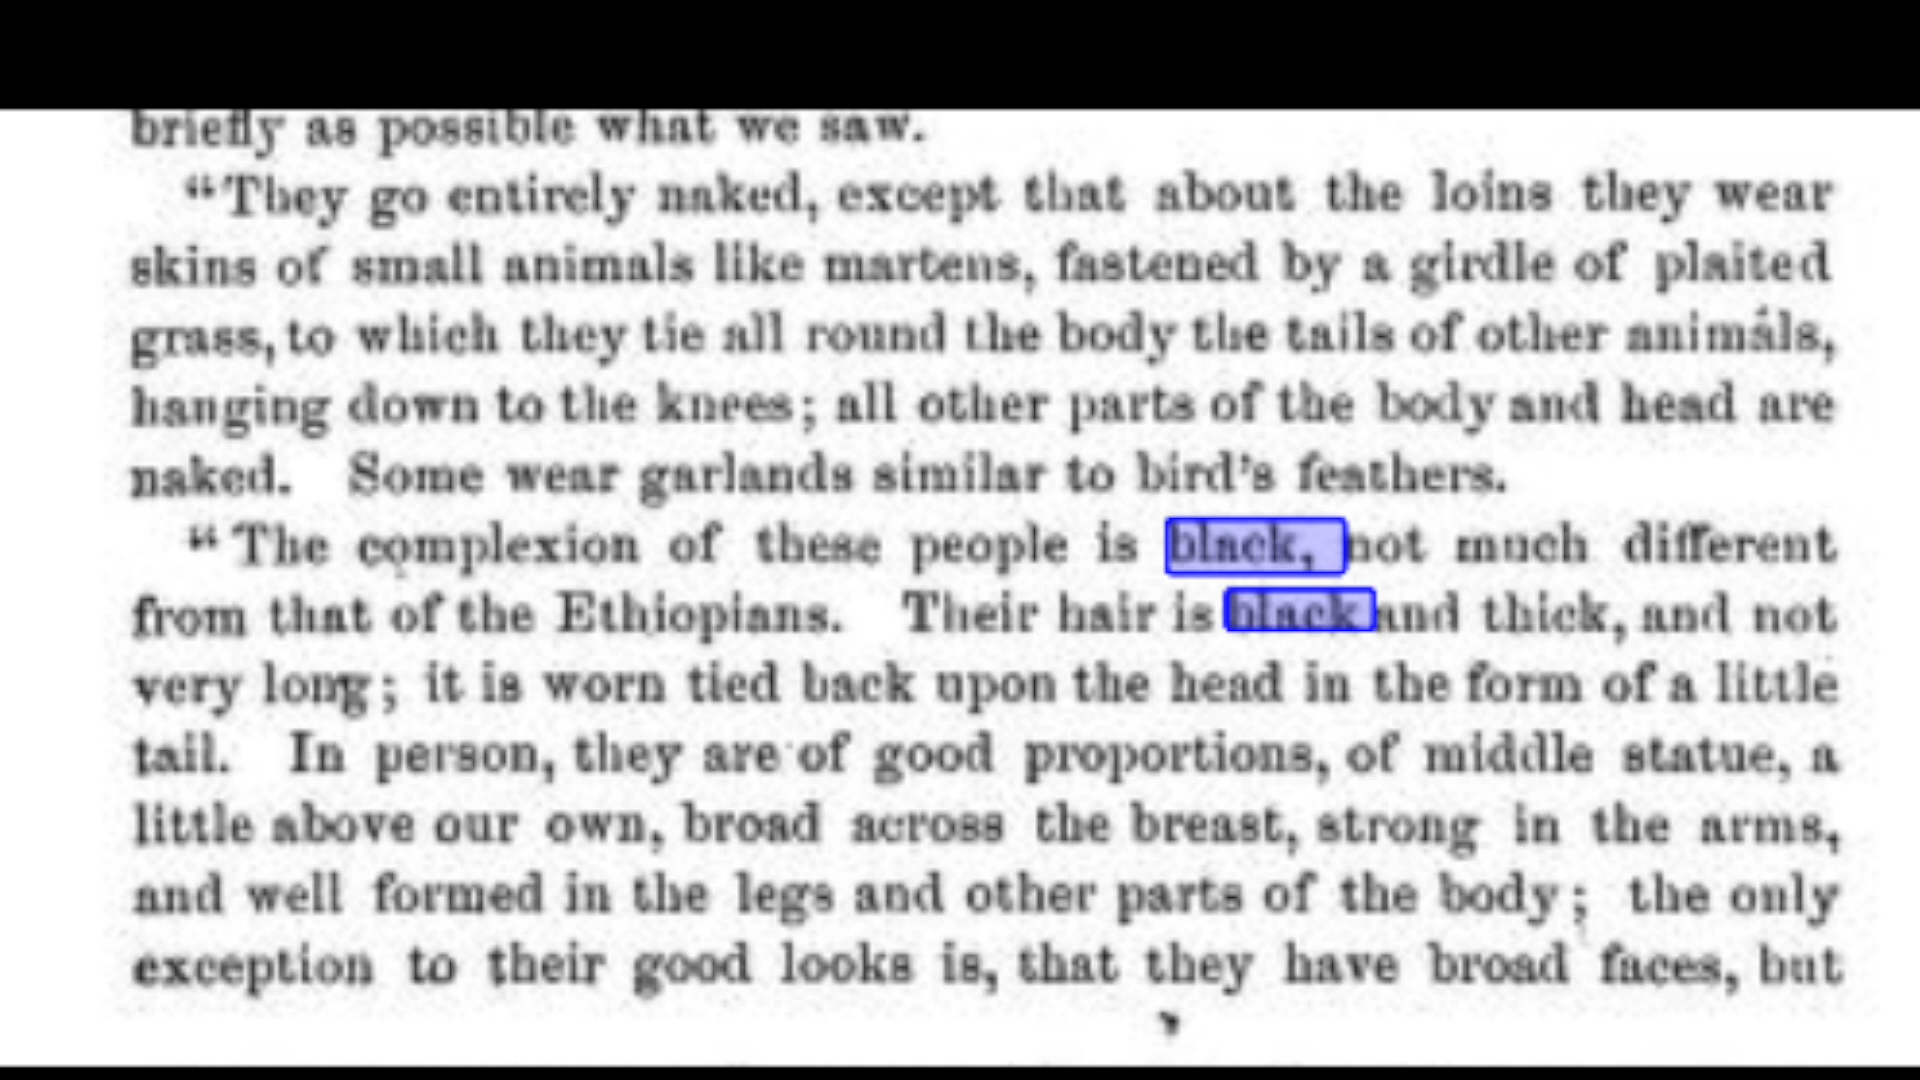 briefly as possible what we saw.
“They go entirely naked, except that about the loins they wear
skins of small animals like martens, fastened by a girdle of plaited
grass, to which they tie all round the body the tails of other animáls,
hanging down to the knees; all other parts of the body and head are
naked. Some wear garlands similar to bird's feathers.
“The complexion of these people is black, not much different
from that of the Ethiopians. Their hair is black and thick, and not
very long; it is worn tied back upon the head in the form of a little
tail. In person, they are of good proportions, of middle statue, a
little above our own, broad across the breast, strong in the arms,
and well formed in the legs and other parts of the body; the only
exception to their good looks is, that they have broad faces, but